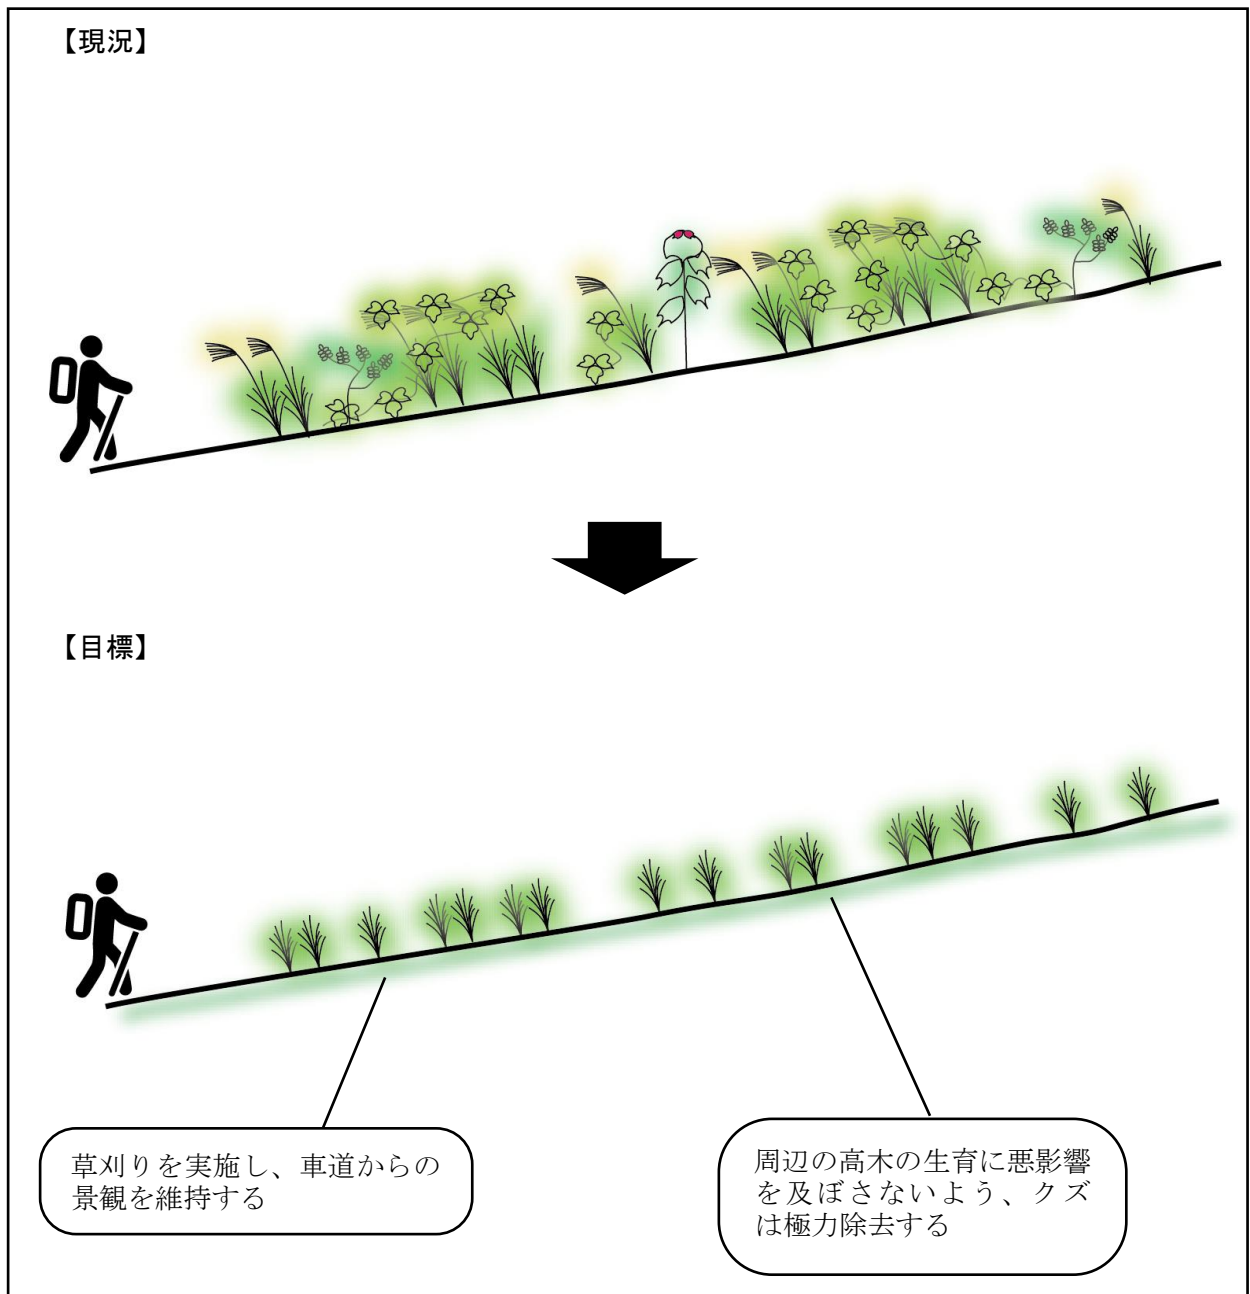 【現況】
【目標】
草刈りを実施し、車道からの
景観を維持する
周辺の高木の生育に悪影響
を及ぼさないよう、クズ
は極力除去する